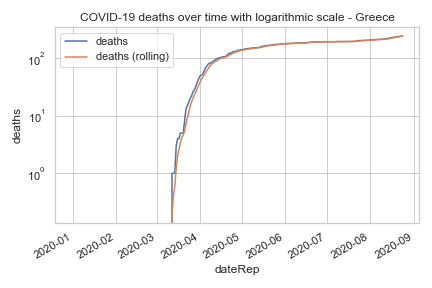 COVID-19 deaths over time with logarithmic scale - Greece
deaths
deaths (rolling)
10²
10¹
10⁰
deaths
2020-01
2020-02
2020-03
2020-04
2020-05
2020-06
2020-07
2020-08
2020-09
dateRep